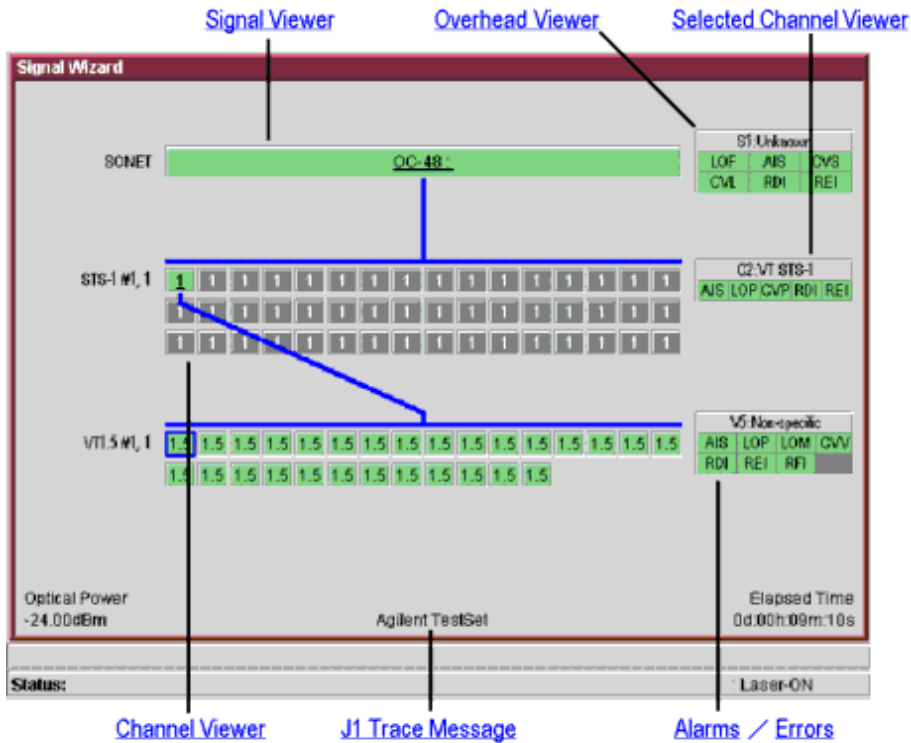 Signal Viewer Overhead Viewer Selected Channel Viewer
Signal Wizard
S1:Unknown
SONET OC-48: LOF AIS CVS
CVL RDI REI
C2:VT STS-1
STS-1 #1, 1 1 1 1 1 1 1 1 1 1 1 1 1 1 1 1 1 AIS LOP CVP RDI REI
1 1 1 1 1 1 1 1 1 1 1 1 1 1 1 1
1 1 1 1 1 1 1 1 1 1 1 1 1 1 1 1
V5:Non-specific
VT1.5 #1, 1 1.5 1.5 1.5 1.5 1.5 1.5 1.5 1.5 1.5 1.5 1.5 1.5 1.5 1.5 1.5 1.5 AIS LOP LOM CVV
1.5 1.5 1.5 1.5 1.5 1.5 1.5 1.5 1.5 1.5 1.5 1.5 RDI REI RFI
Optical Power Elapsed Time
-24.00dBm Agilent TestSet 0d:00h:09m:10s
Status: Laser-ON
Channel Viewer J1 Trace Message Alarms / Errors